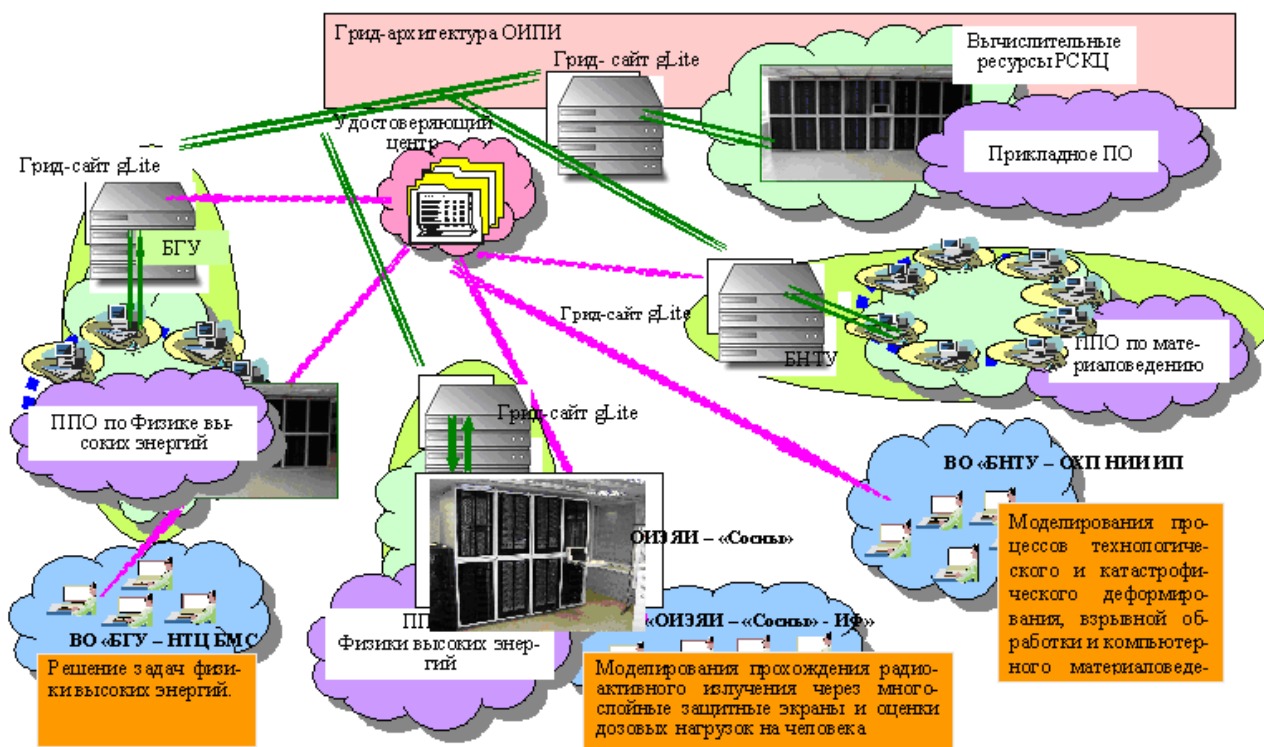 Грид-архитектура ОИПИ
Грид- сайт gLite
Вычислительные
ресурсы РСКЦ
Удостоверяющий
центр
Прикладное ПО
Грид-сайт gLite
БГУ
Грид-сайт gLite
БНТУ
ППО по мате-
риаловедению
ППО по Физике вы-
соких энергий
Грид-сайт gLite
ВО «БНТУ – ОХП НИИ ИП
Моделирования про-
цессов технологиче-
ского и катастрофи-
ческого деформиро-
вания, взрывной об-
работки и компьютер-
ного материаловеде-
ОИЭЯИ – «Сосны»
ПП
Физики высоких энер-
гий
«ОИЭЯИ – «Сосны» - ИФ»
Моделирования прохождения радио-
активного излучения через много-
слойные защитные экраны и оценки
дозовых нагрузок на человека
ВО «БГУ – НТЦ БМС
Решение задач физи-
ки высоких энергий.